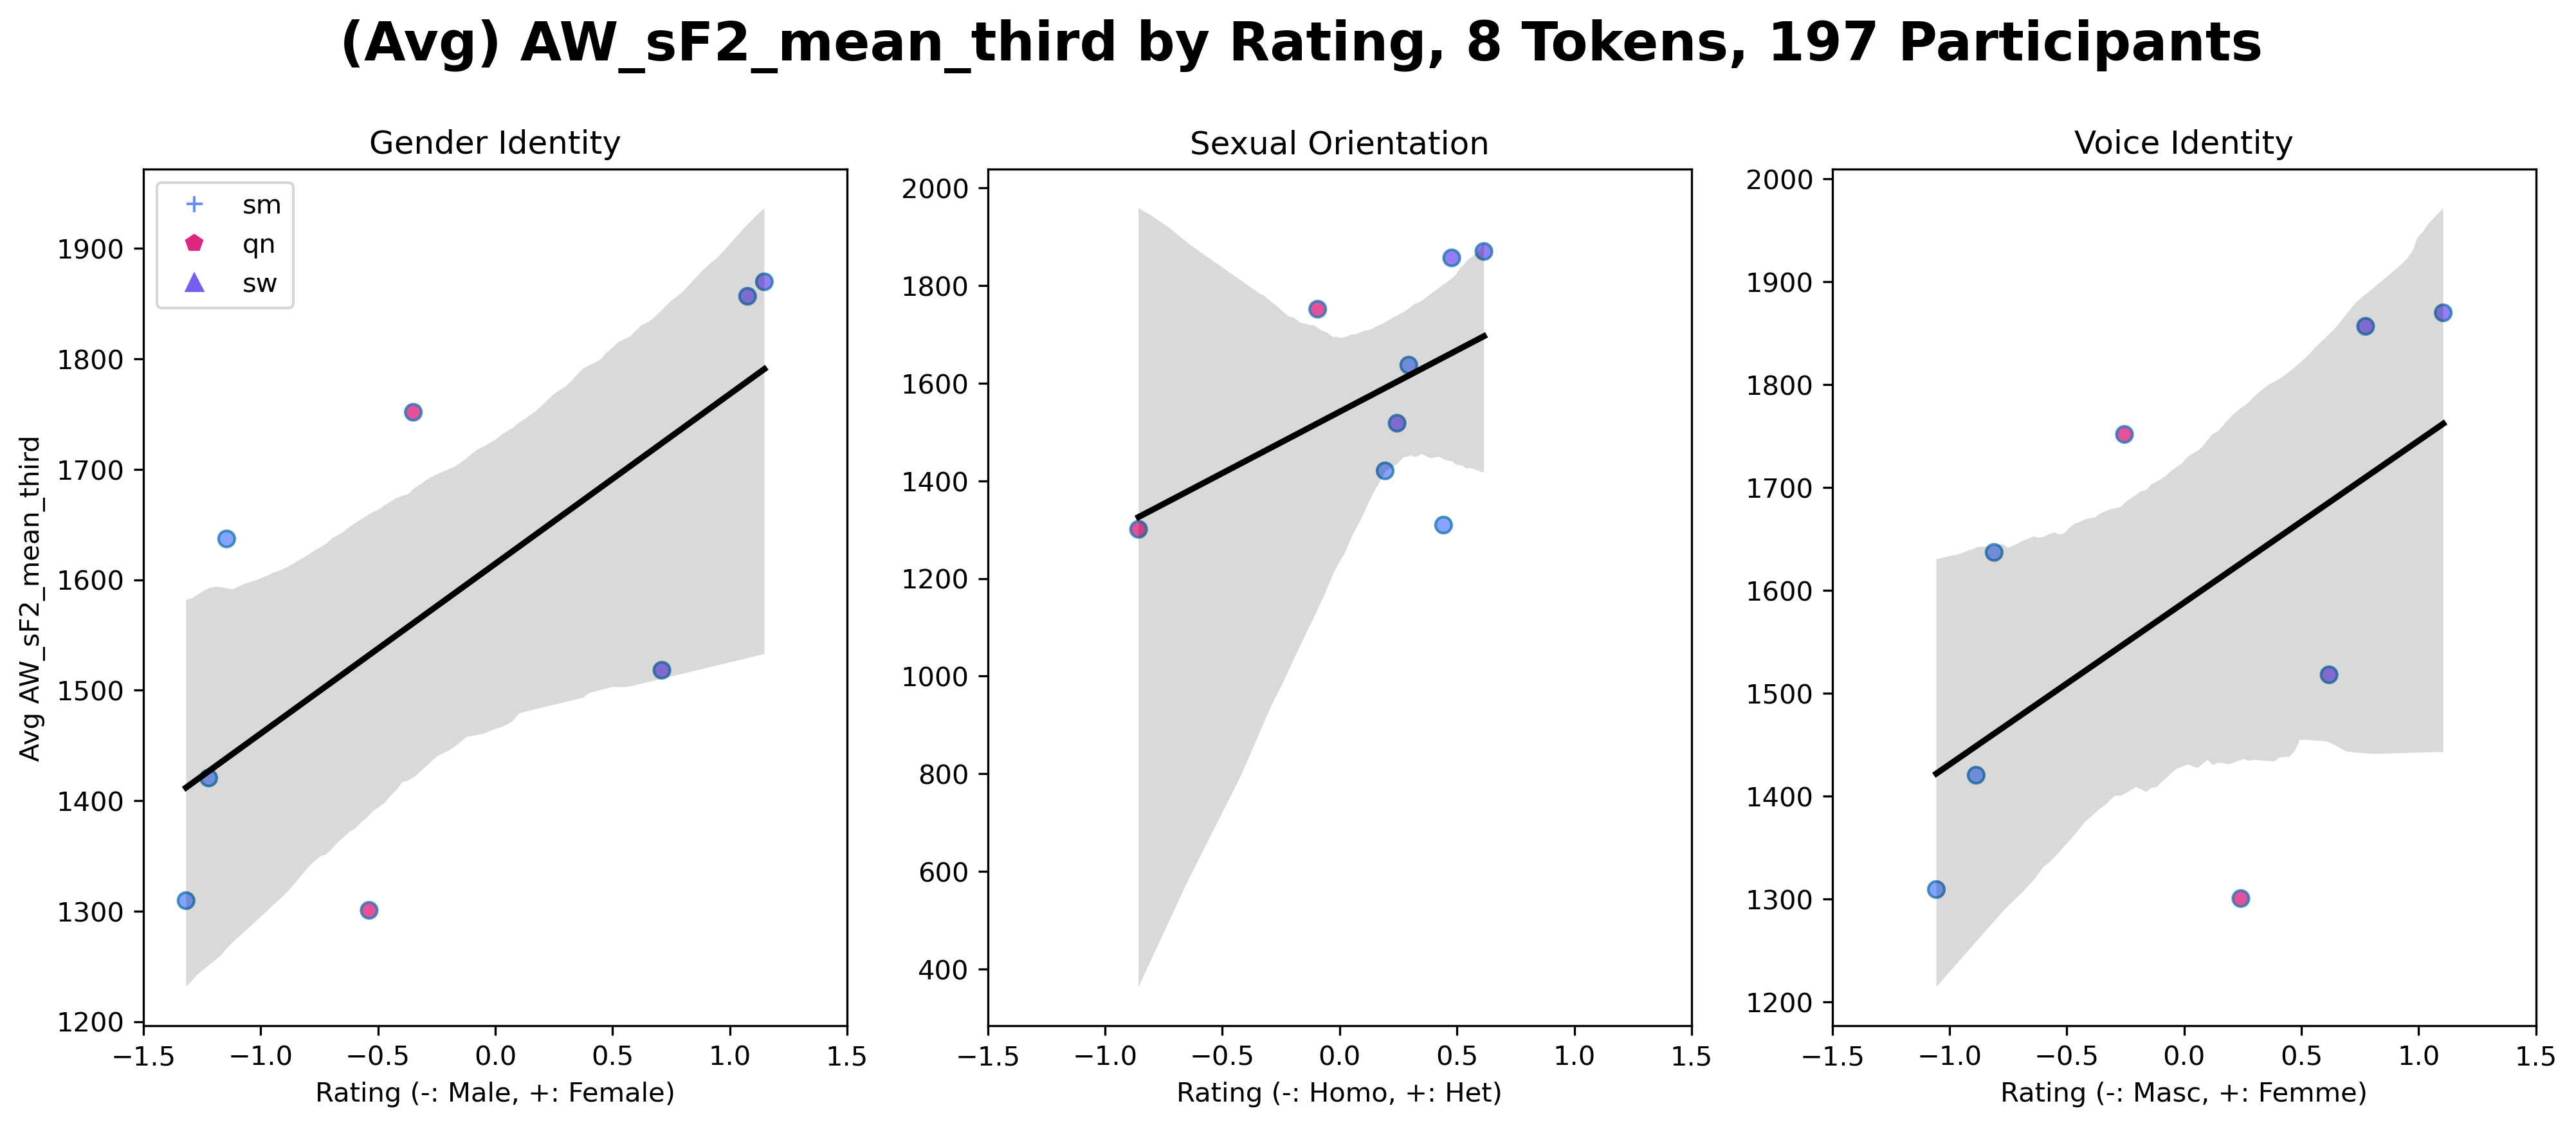 (Avg) AW_sF2_mean_third by Rating, 8 Tokens, 197 Participants
Gender Identity
sm
qn
sw
1900
1800
1700
1600
1500
1400
1300
1200
Avg AW_sF2_mean_third
−1.5 −1.0 −0.5 0.0 0.5 1.0 1.5
Rating (-: Male, +: Female)
Sexual Orientation
2000
1800
1600
1400
1200
1000
800
600
400
−1.5 −1.0 −0.5 0.0 0.5 1.0 1.5
Rating (-: Homo, +: Het)
Voice Identity
2000
1900
1800
1700
1600
1500
1400
1300
1200
−1.5 −1.0 −0.5 0.0 0.5 1.0 1.5
Rating (-: Masc, +: Femme)